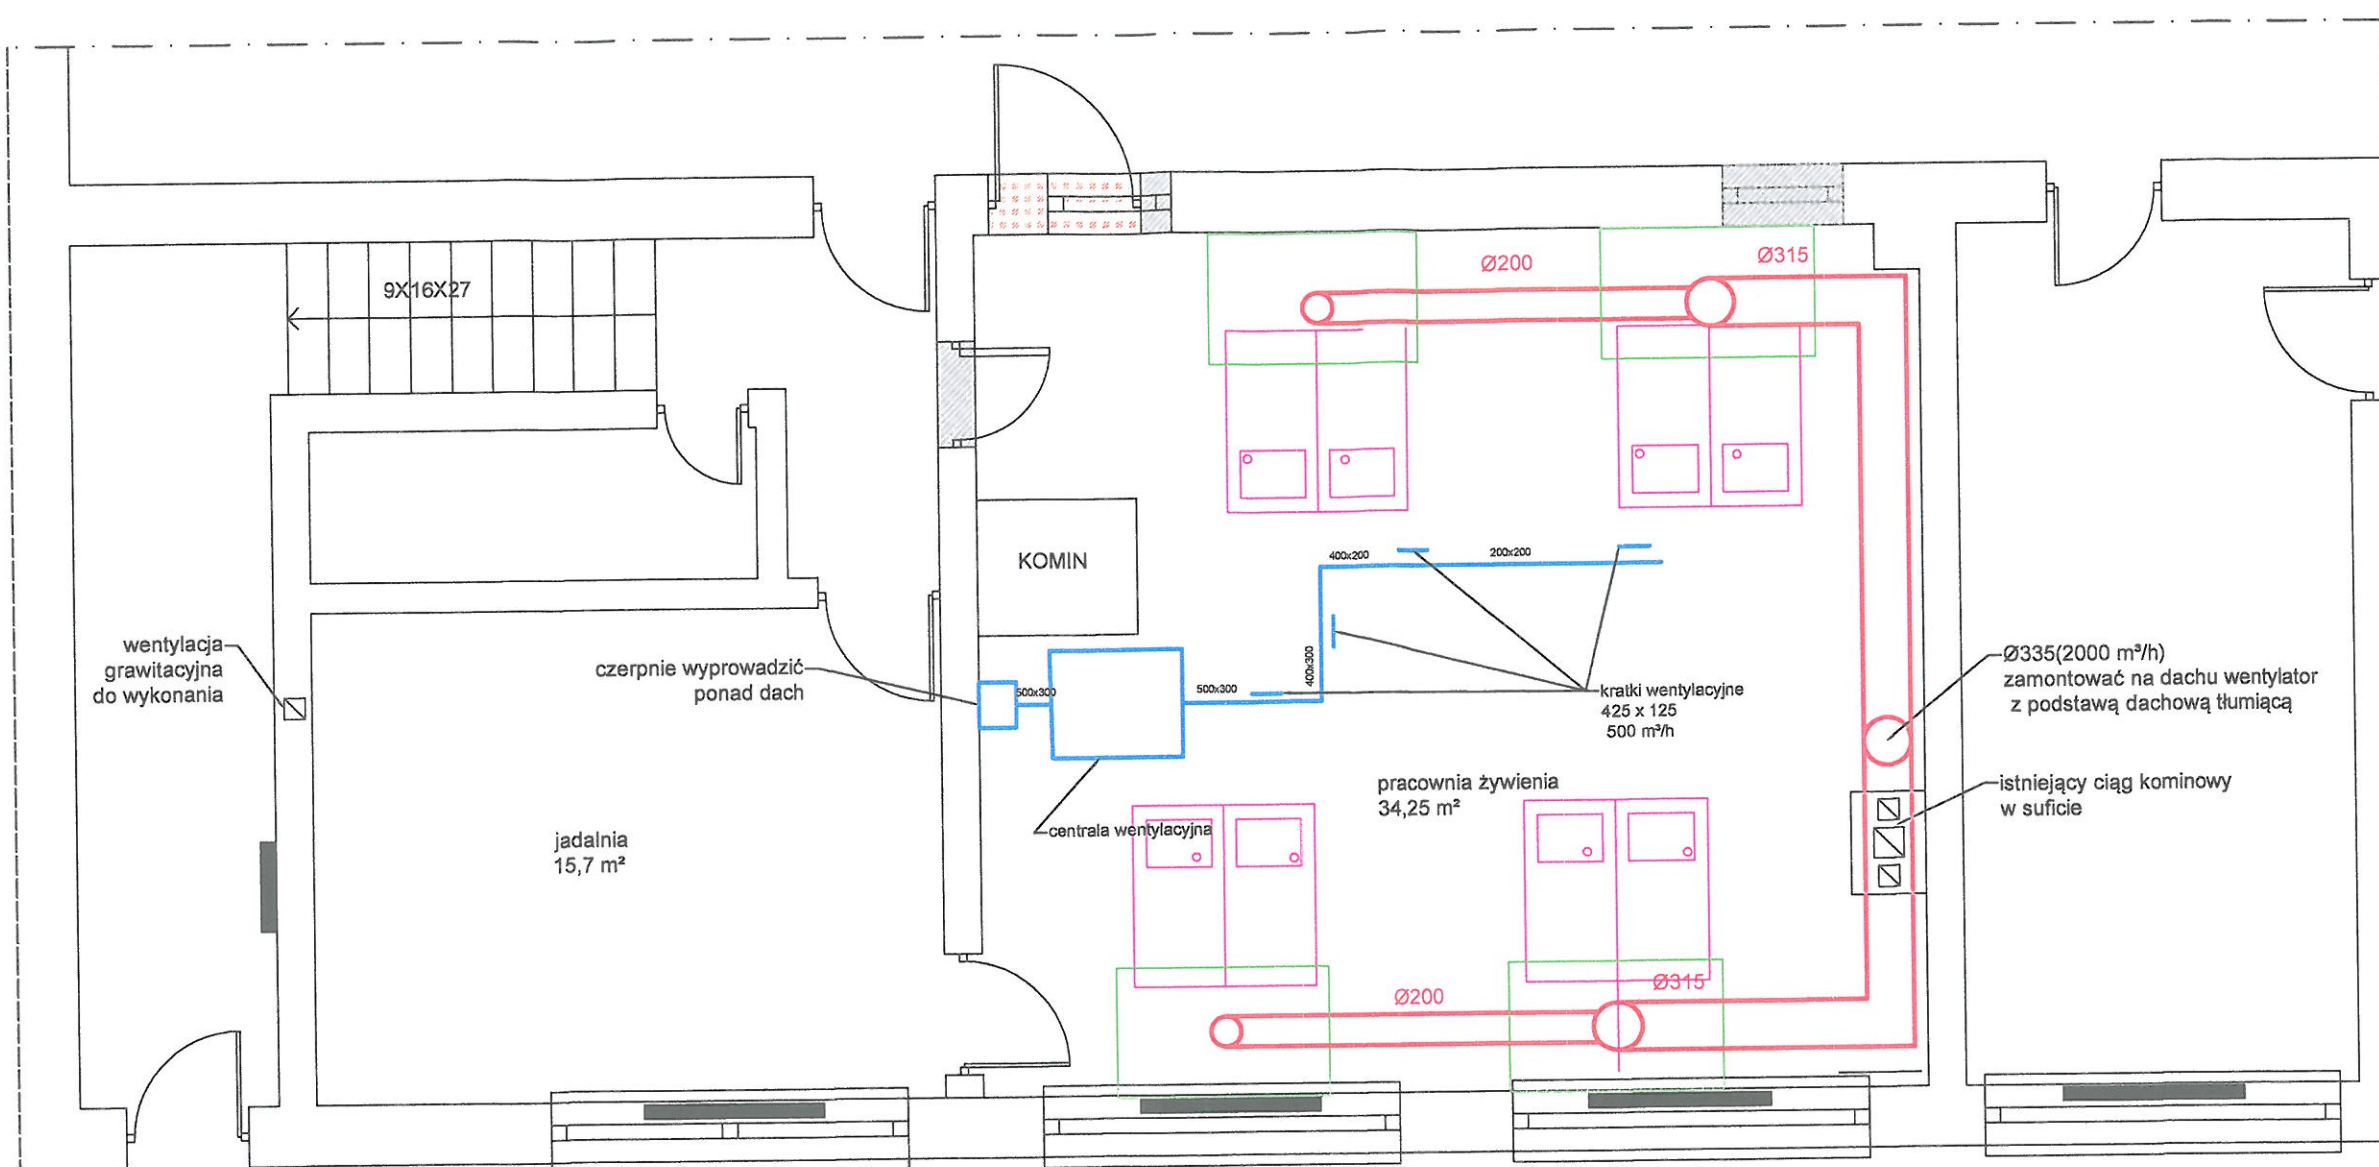 Ø200
Ø315
9X16X27
KOMIN
400x200
200x200
400x300
wentylacja
grawitacyjna
do wykonania
czerpnie wyprowadzić
ponad dach
500x300
500x300
kratki wentylacyjne
425 x 125
500 m³/h
Ø335(2000 m³/h)
zamontować na dachu wentylator
z podstawą dachową tłumiącą
istniejący ciąg kominowy
w suficie
pracownia żywienia
34,25 m²
centrala wentylacyjna
jadalnia
15,7 m²
Ø200
Ø315